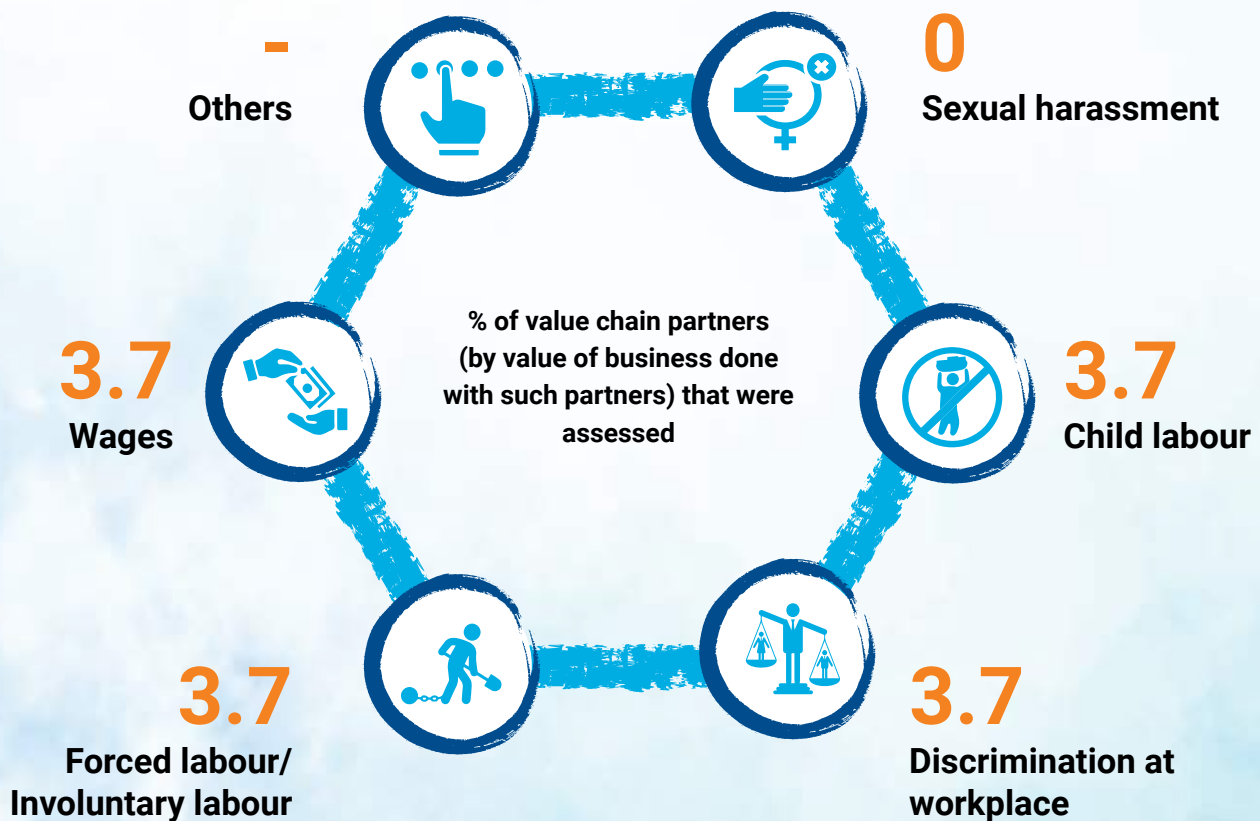 -
Others
0
Sexual harassment
% of value chain partners
(by value of business done
with such partners) that were
assessed
3.7
Wages
3.7
Child labour
3.7
Forced labour/
Involuntary labour
3.7
Discrimination at
workplace